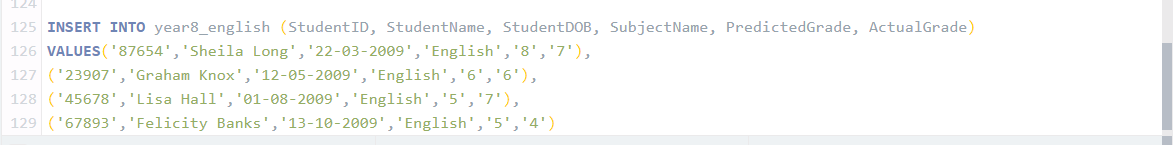 124
125 INSERT INTO year8_english (StudentID, StudentName, StudentDOB, SubjectName, PredictedGrade, ActualGrade)
126 VALUES('87654','Sheila Long','22-03-2009','English','8','7'),
127 ('23907','Graham Knox','12-05-2009','English','6','6'),
128 ('45678','Lisa Hall','01-08-2009','English','5','7'),
129 ('67893','Felicity Banks','13-10-2009','English','5','4')